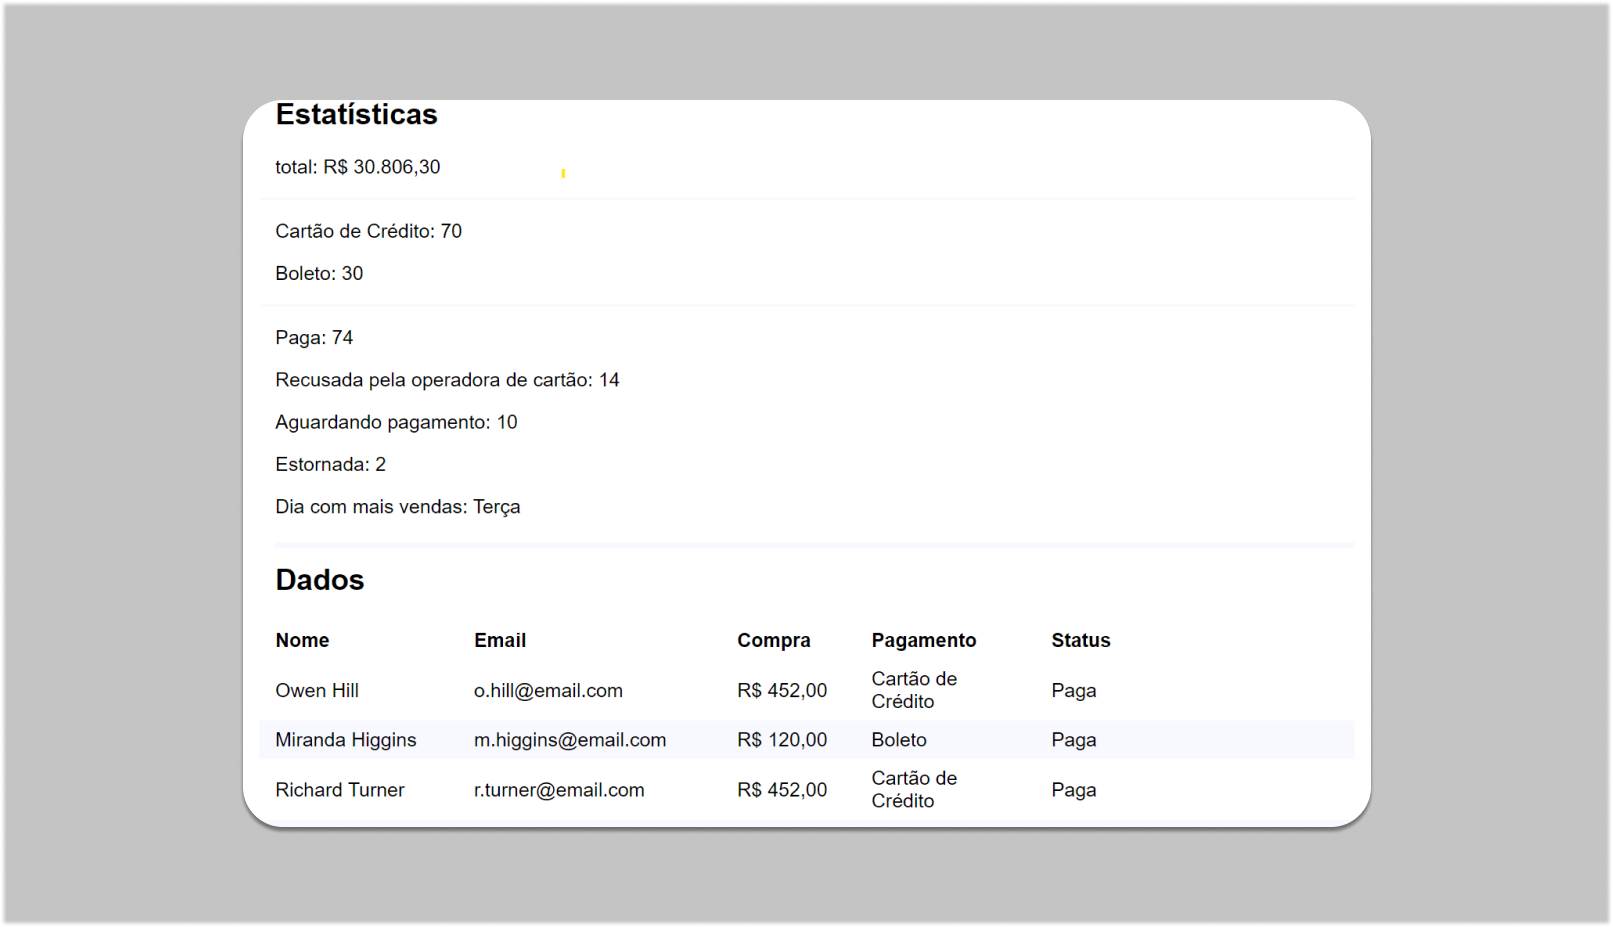 Estatísticas
total: R$ 30.806,30
Cartão de Crédito: 70
Boleto: 30
Paga: 74
Recusada pela operadora de cartão: 14
Aguardando pagamento: 10
Estornada: 2
Dia com mais vendas: Terça
Dados
Nome Email Compra Pagamento Status
Owen Hill o.hill@email.com R$ 452,00 Cartão de Crédito Paga
Miranda Higgins m.higgins@email.com R$ 120,00 Boleto Paga
Richard Turner r.turner@email.com R$ 452,00 Cartão de Crédito Paga